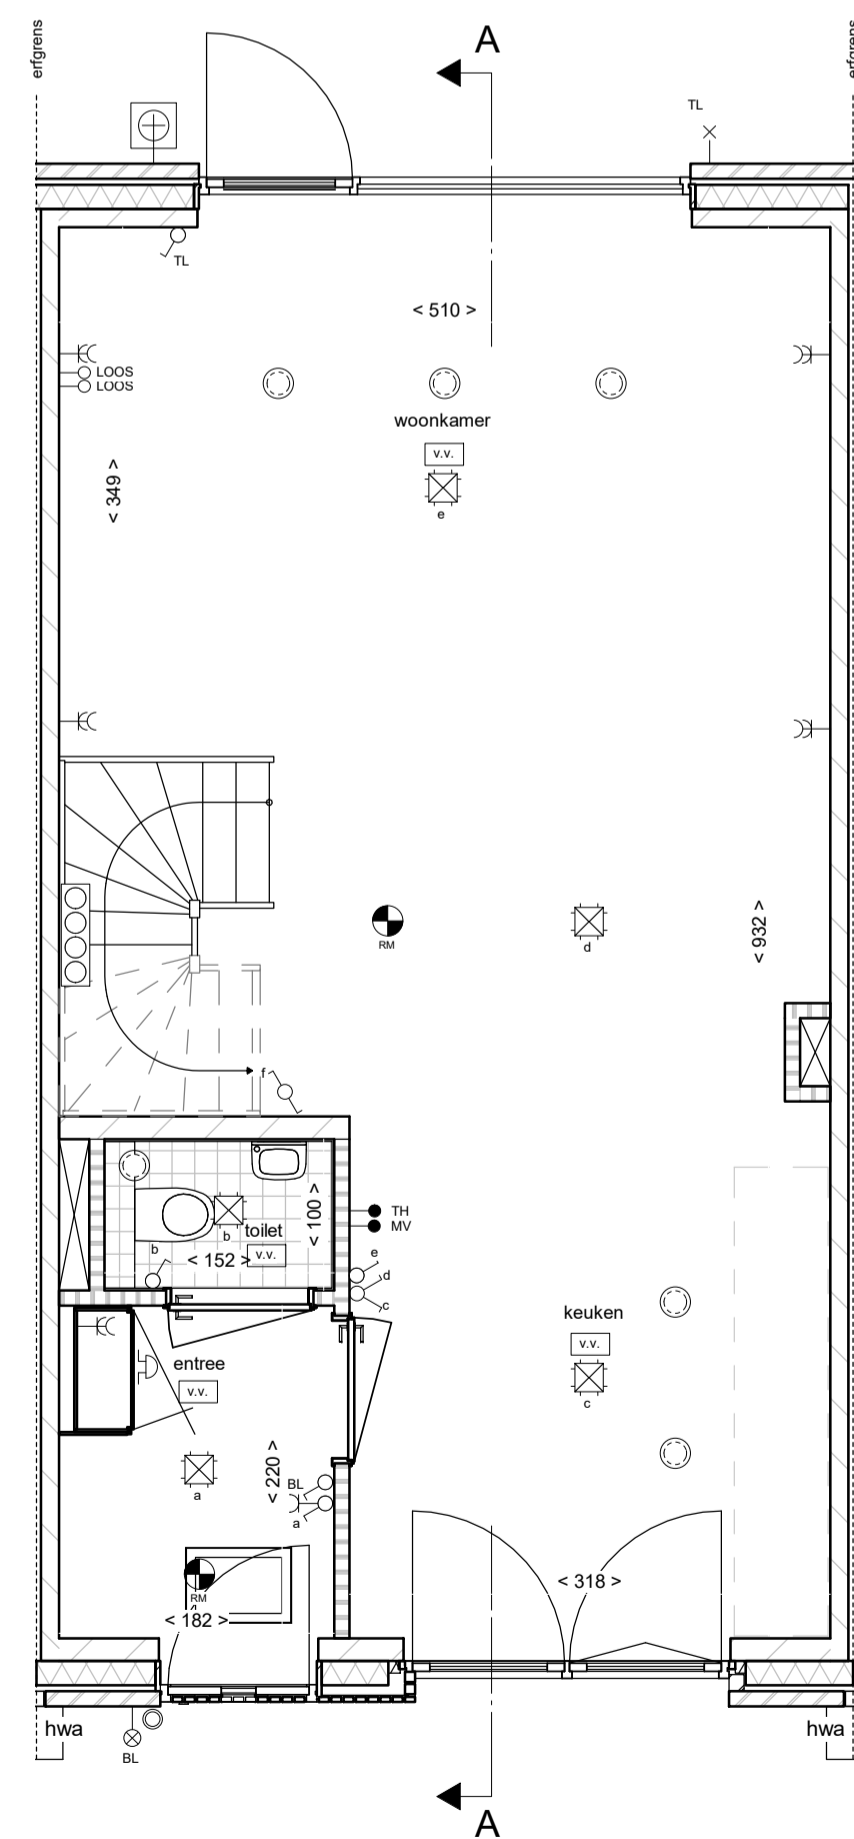 erfgrens
erfgrens
A
TL
TL
< 510 >
LOOS
LOOS
woonkamer
v.v.
e
< 349 >
RM
d
< 932 >
f
TH
MV
< 100 >
b
toilet
b
< 152 >
v.v.
e
d
c
keuken
v.v.
c
entree
v.v.
a
< 220 >
BL
a
RM
< 182 >
< 318 >
hwa
hwa
BL
A